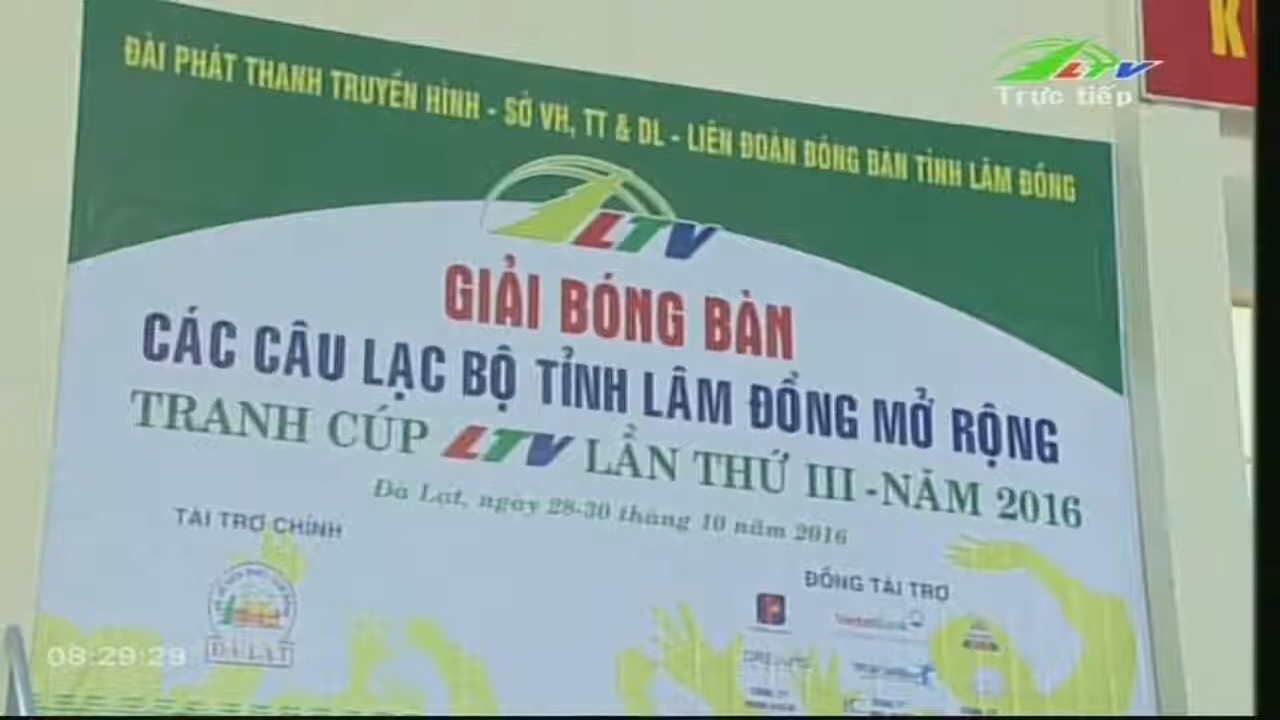 LTV
Trực tiếp
ĐÀI PHÁT THANH TRUYỀN HÌNH - SỞ VH, TT & DL - LIÊN ĐOÀN BÓNG BÀN TỈNH LÂM ĐỒNG
LTV
GIẢI BÓNG BÀN
CÁC CÂU LẠC BỘ TỈNH LÂM ĐỒNG MỞ RỘNG
TRANH CÚP LTV LẦN THỨ III - NĂM 2016
Đà Lạt, ngày 28-30 tháng 10 năm 2016
TÀI TRỢ CHÍNH
ĐỒNG TÀI TRỢ
VietinBank
ĐÀ LẠT
08:29:29